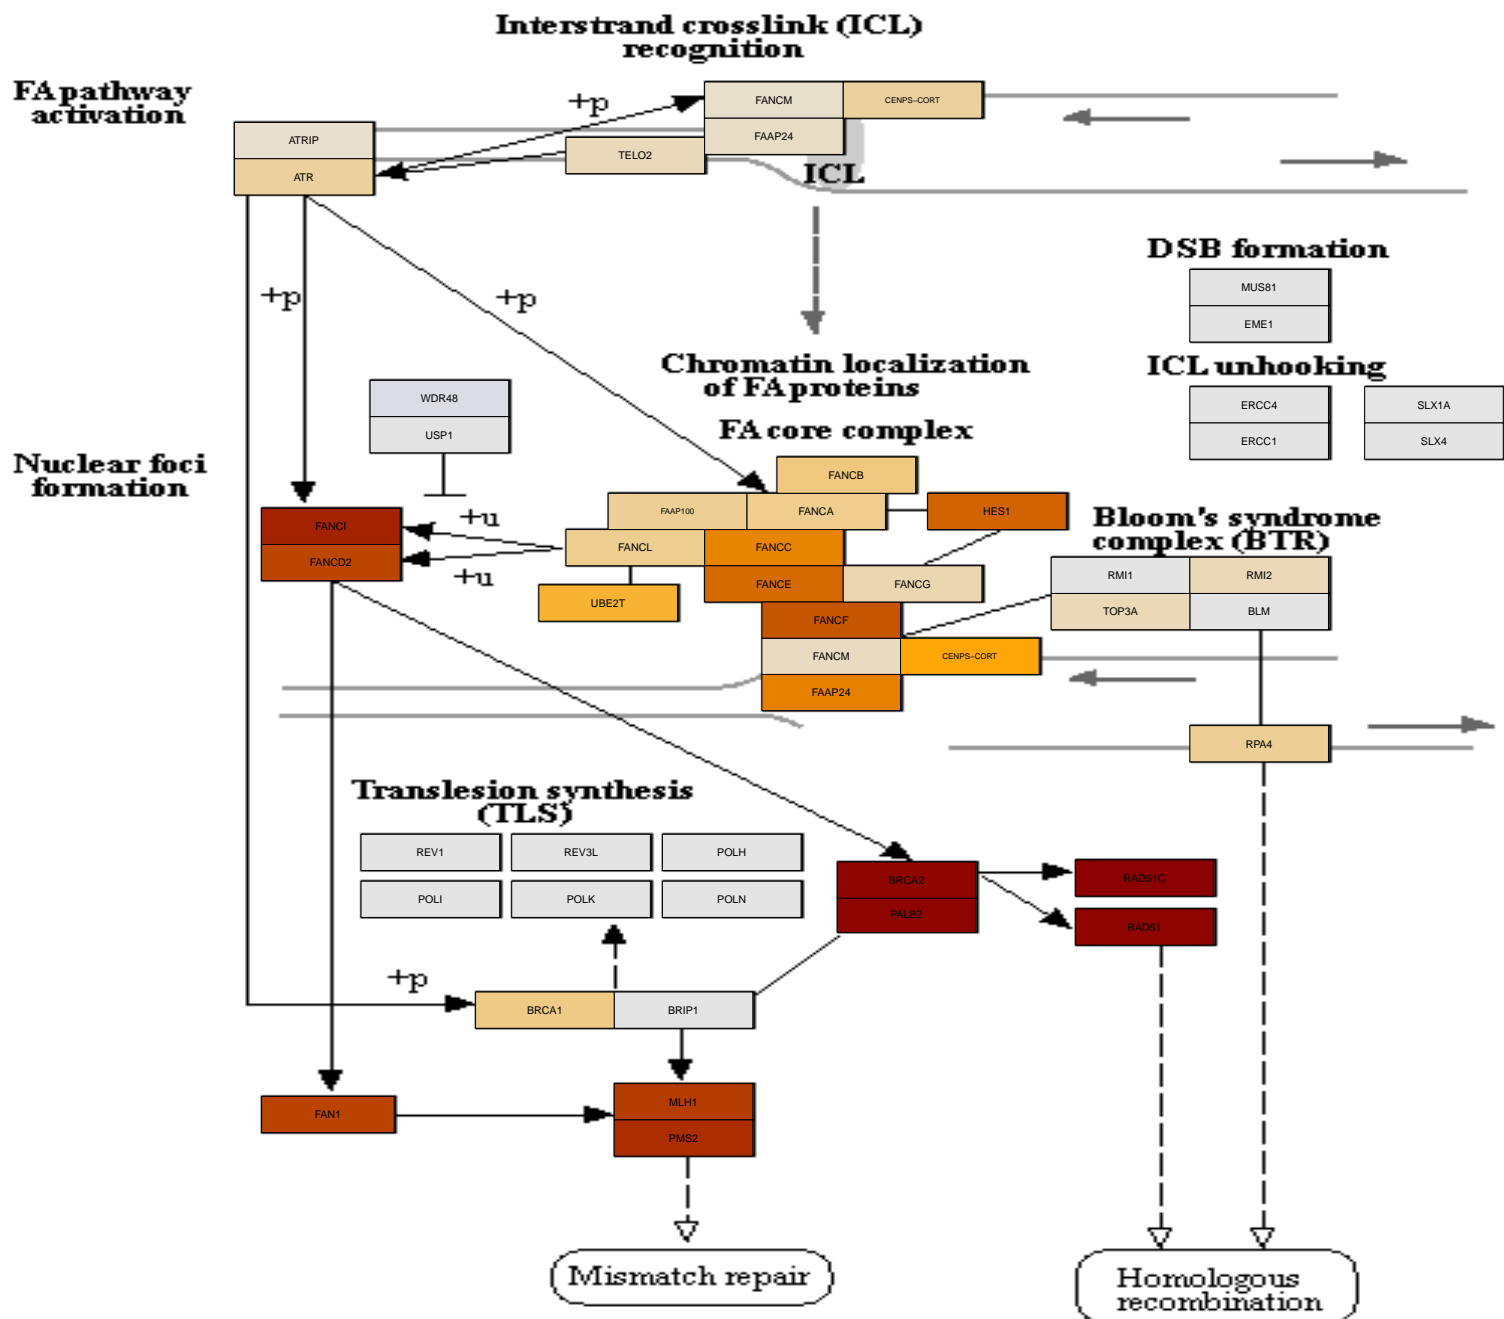 Interstrand crosslink (ICL)
recognition
FA pathway
activation
+p
FANCM
CENPS-CORT
ATRIP
FAAP24
TELO2
ATR
ICL
DSB formation
MUS81
EME1
+p
+p
Chromatin localization
of FA proteins
ICL unhooking
WDR48
USP1
ERCC4
SLX1A
ERCC1
SLX4
FA core complex
Nuclear foci
formation
FANCB
FAAP100
FANCA
HES1
+u
FANCI
FANCD2
FANCL
FANCC
Bloom's syndrome
complex (BTR)
+u
FANCE
FANCG
RMI1
RMI2
UBE2T
TOP3A
BLM
FANCF
FANCM
CENPS-CORT
FAAP24
RPA4
Translesion synthesis
(TLS)
REV1
REV3L
POLH
POLI
POLK
POLN
BRCA2
PALB2
RAD51C
RAD51
+p
BRCA1
BRIP1
FAN1
MLH1
PMS2
Mismatch repair
Homologous
recombination